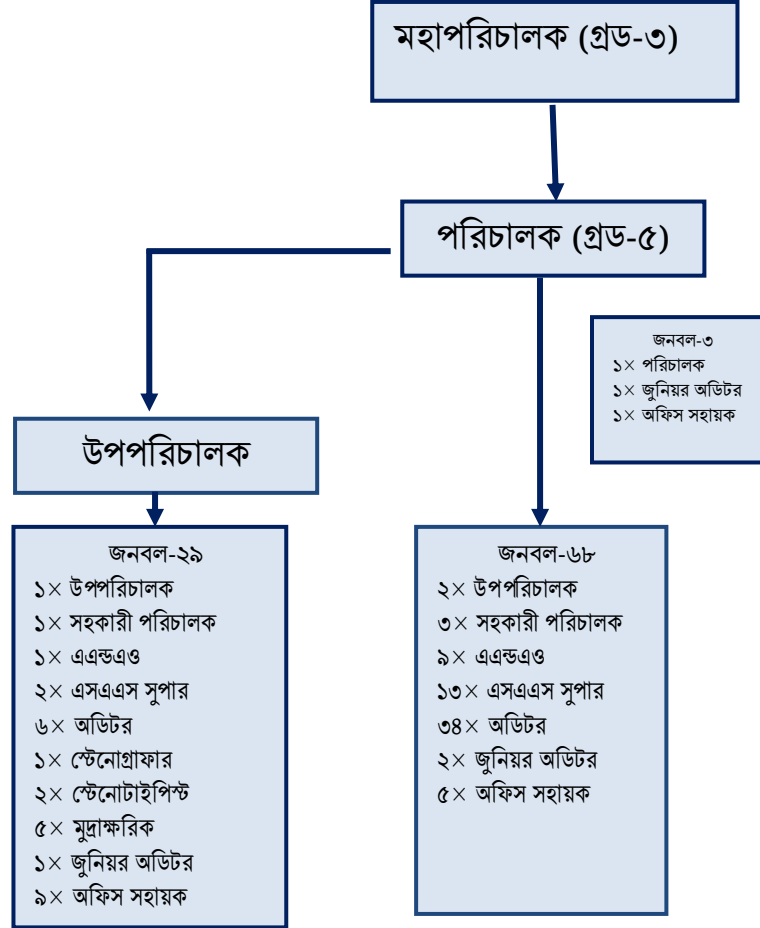 মহাপরিচালক (গ্রড-৩)
পরিচালক (গ্রড-৫)
জনবল-৩
১× পরিচালক
১× জুনিয়র অডিটর
১× অফিস সহায়ক
উপপরিচালক
জনবল-২৯
১× উপপরিচালক
১× সহকারী পরিচালক
১× এএন্ডএও
২× এসএএস সুপার
৬× অডিটর
১× স্টেনোগ্রাফার
২× স্টেনোটাইপিস্ট
৫× মুদ্রাক্ষরিক
১× জুনিয়র অডিটর
৯× অফিস সহায়ক
জনবল-৬৮
২× উপপরিচালক
৩× সহকারী পরিচালক
৯× এএন্ডএও
১৩× এসএএস সুপার
৩৪× অডিটর
২× জুনিয়র অডিটর
৫× অফিস সহায়ক